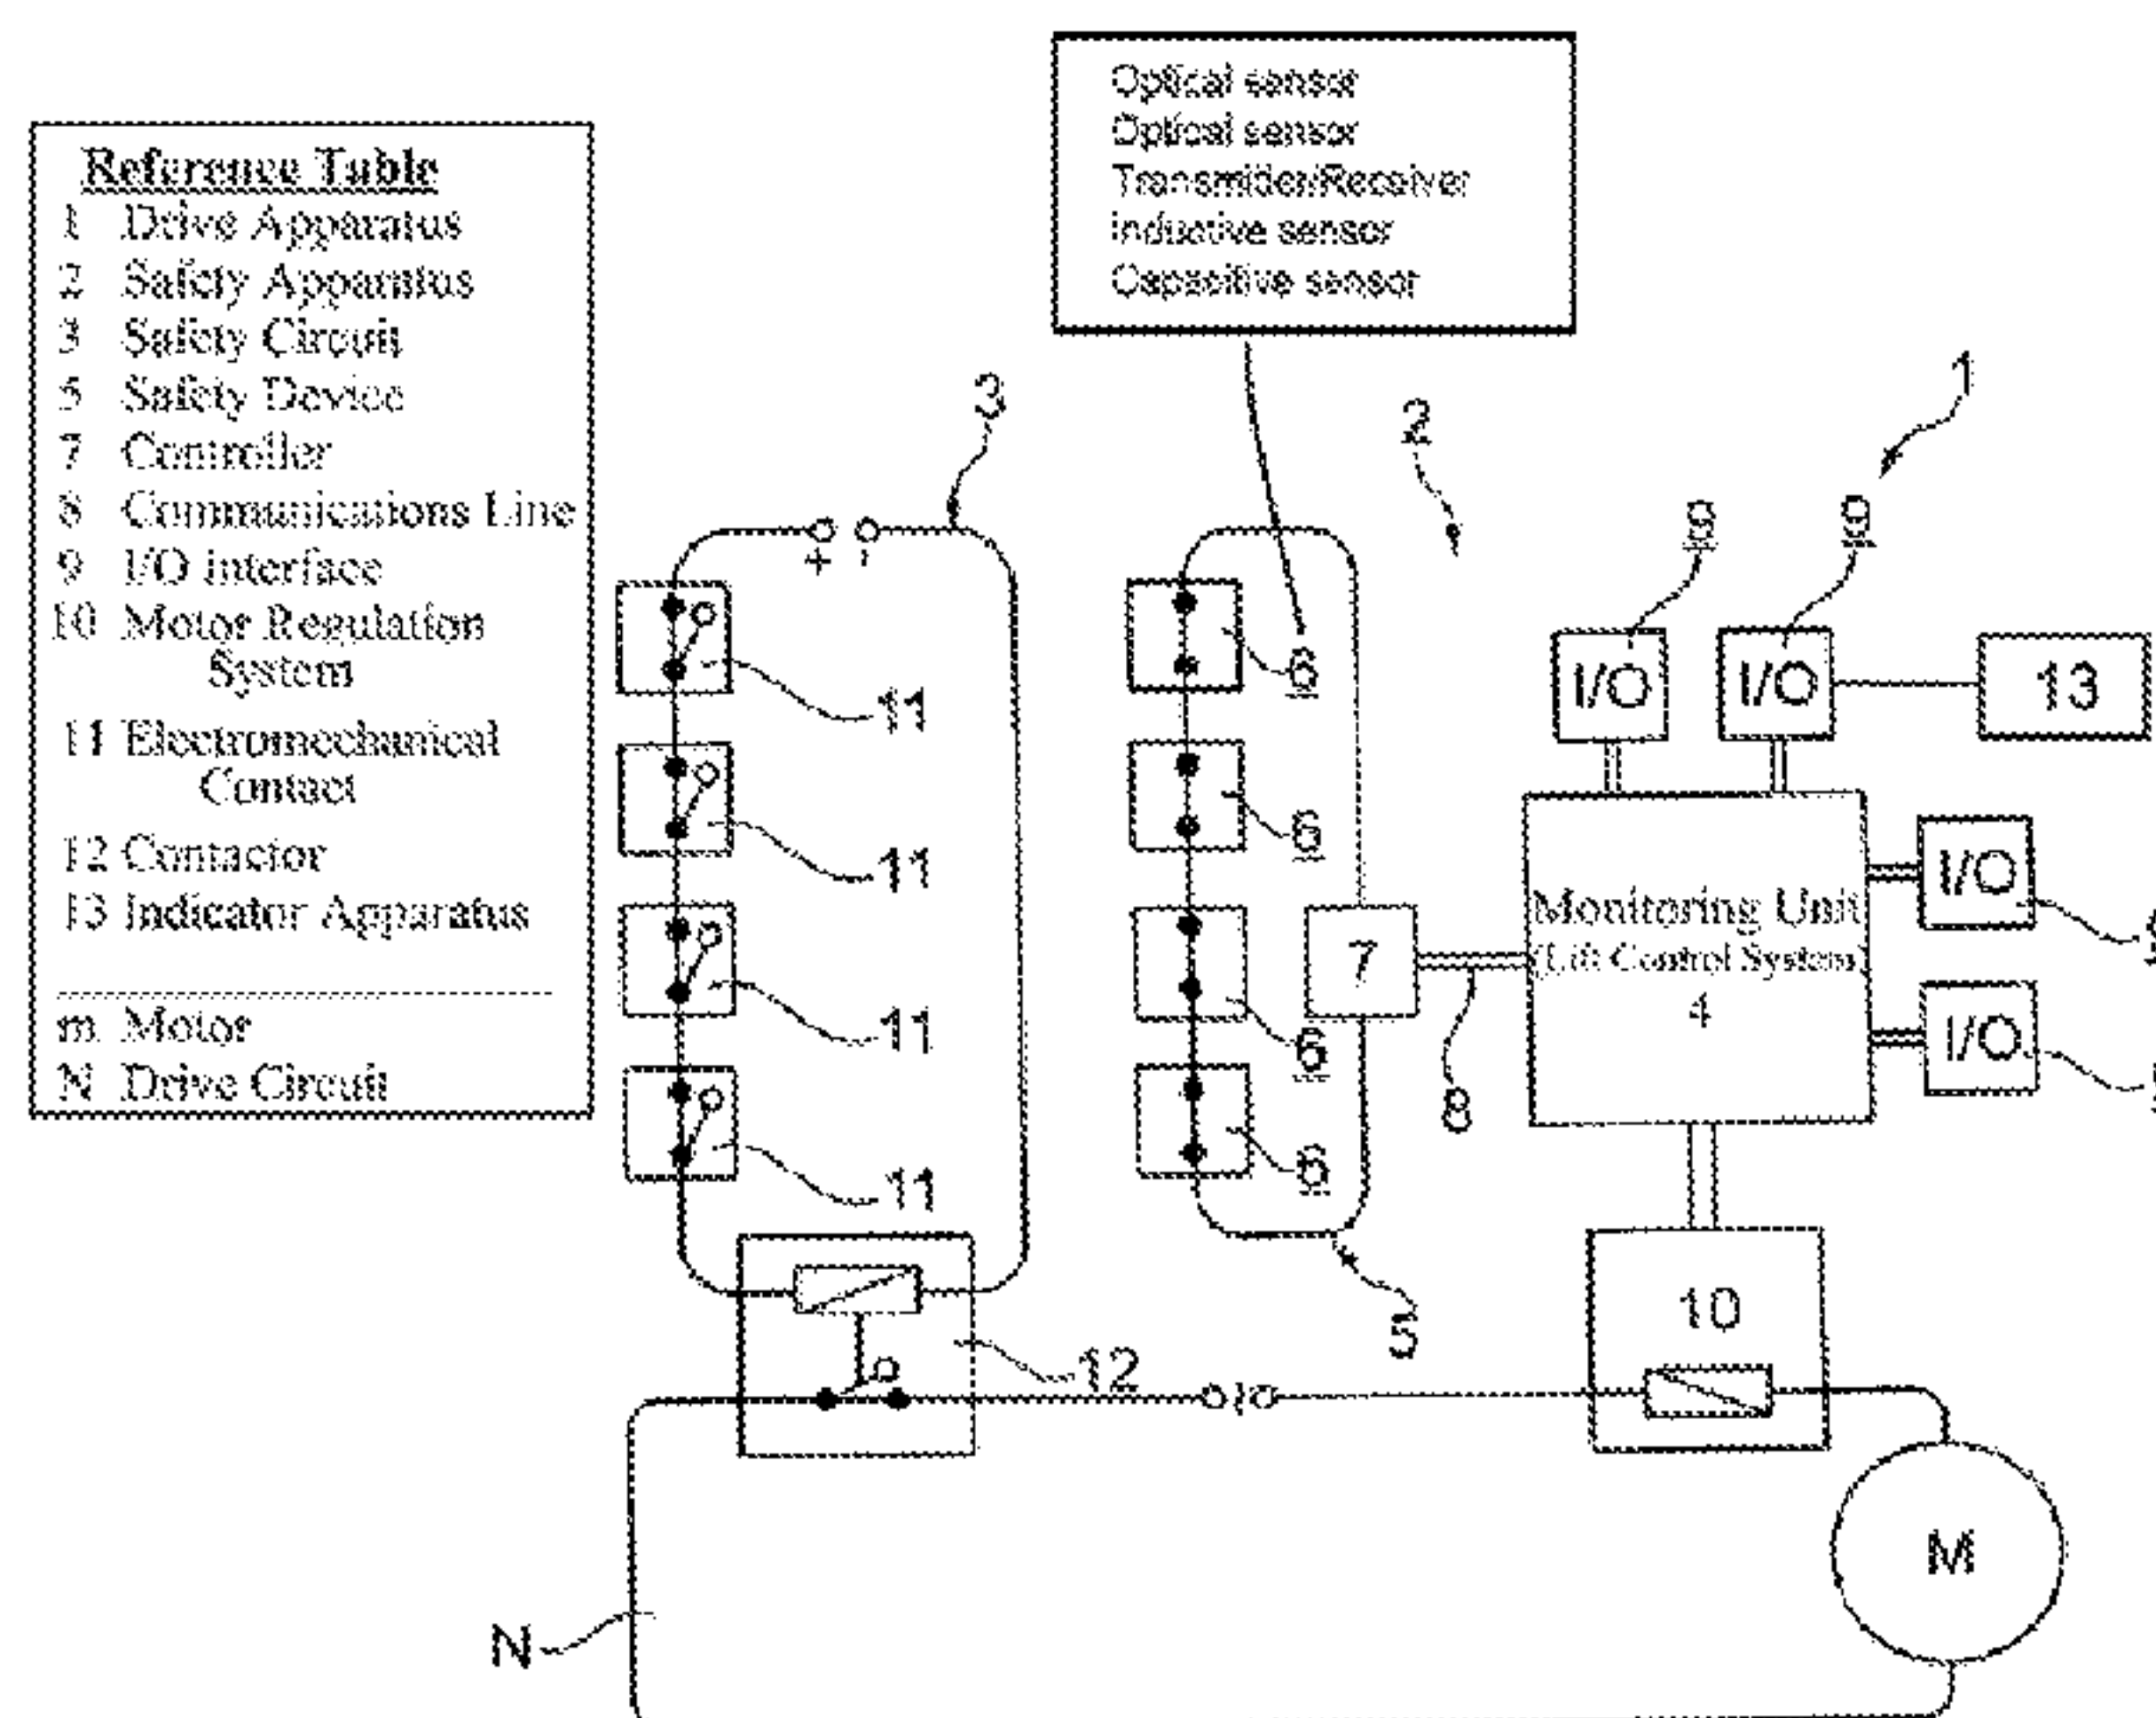 Optical sensor
Optical sensor
Transmitter/Receiver
Inductive sensor
Capacitive sensor
Reference Table
1 Drive Apparatus
2 Safety Apparatus
3 Safety Circuit
5 Safety Device
7 Controller
8 Communications Line
9 I/O interface
10 Motor Regulation
System
11 Electromechanical
Contact
12 Contactor
13 Indicator Apparatus
m Motor
N Drive Circuit
3
2
1
9
9
+
-
I/O
I/O
13
6
11
6
11
6
11
6
11
7
8
Monitoring Unit
(Lift Control System)
4
I/O
I/O
5
12
10
M
N